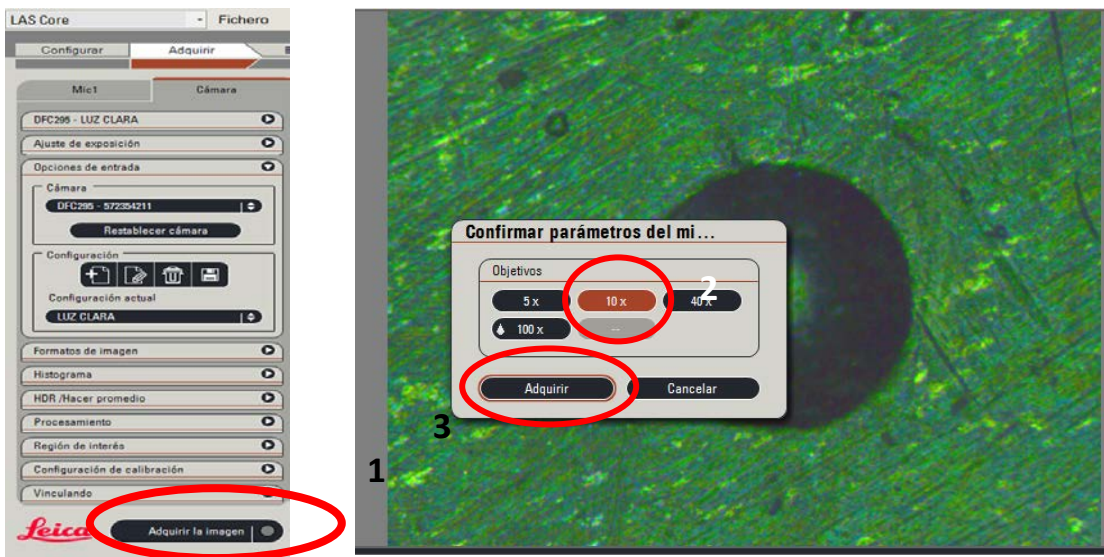 LAS Core - Fichero
Configurar Adquirir
Mic1 Cámara
DFC295 - LUZ CLARA
Ajuste de exposición
Opciones de entrada
Cámara
DFC295 - 572354211
Restablecer cámara
Configuración
Configuración actual
LUZ CLARA
Formatos de imagen
Histograma
HDR /Hacer promedio
Procesamiento
Región de interés
Configuración de calibración
Vinculando
Leica
Adquirir la imagen
Confirmar parámetros del mi...
Objetivos
5 x 10 x 40 x
2
100 x --
Adquirir Cancelar
3
1